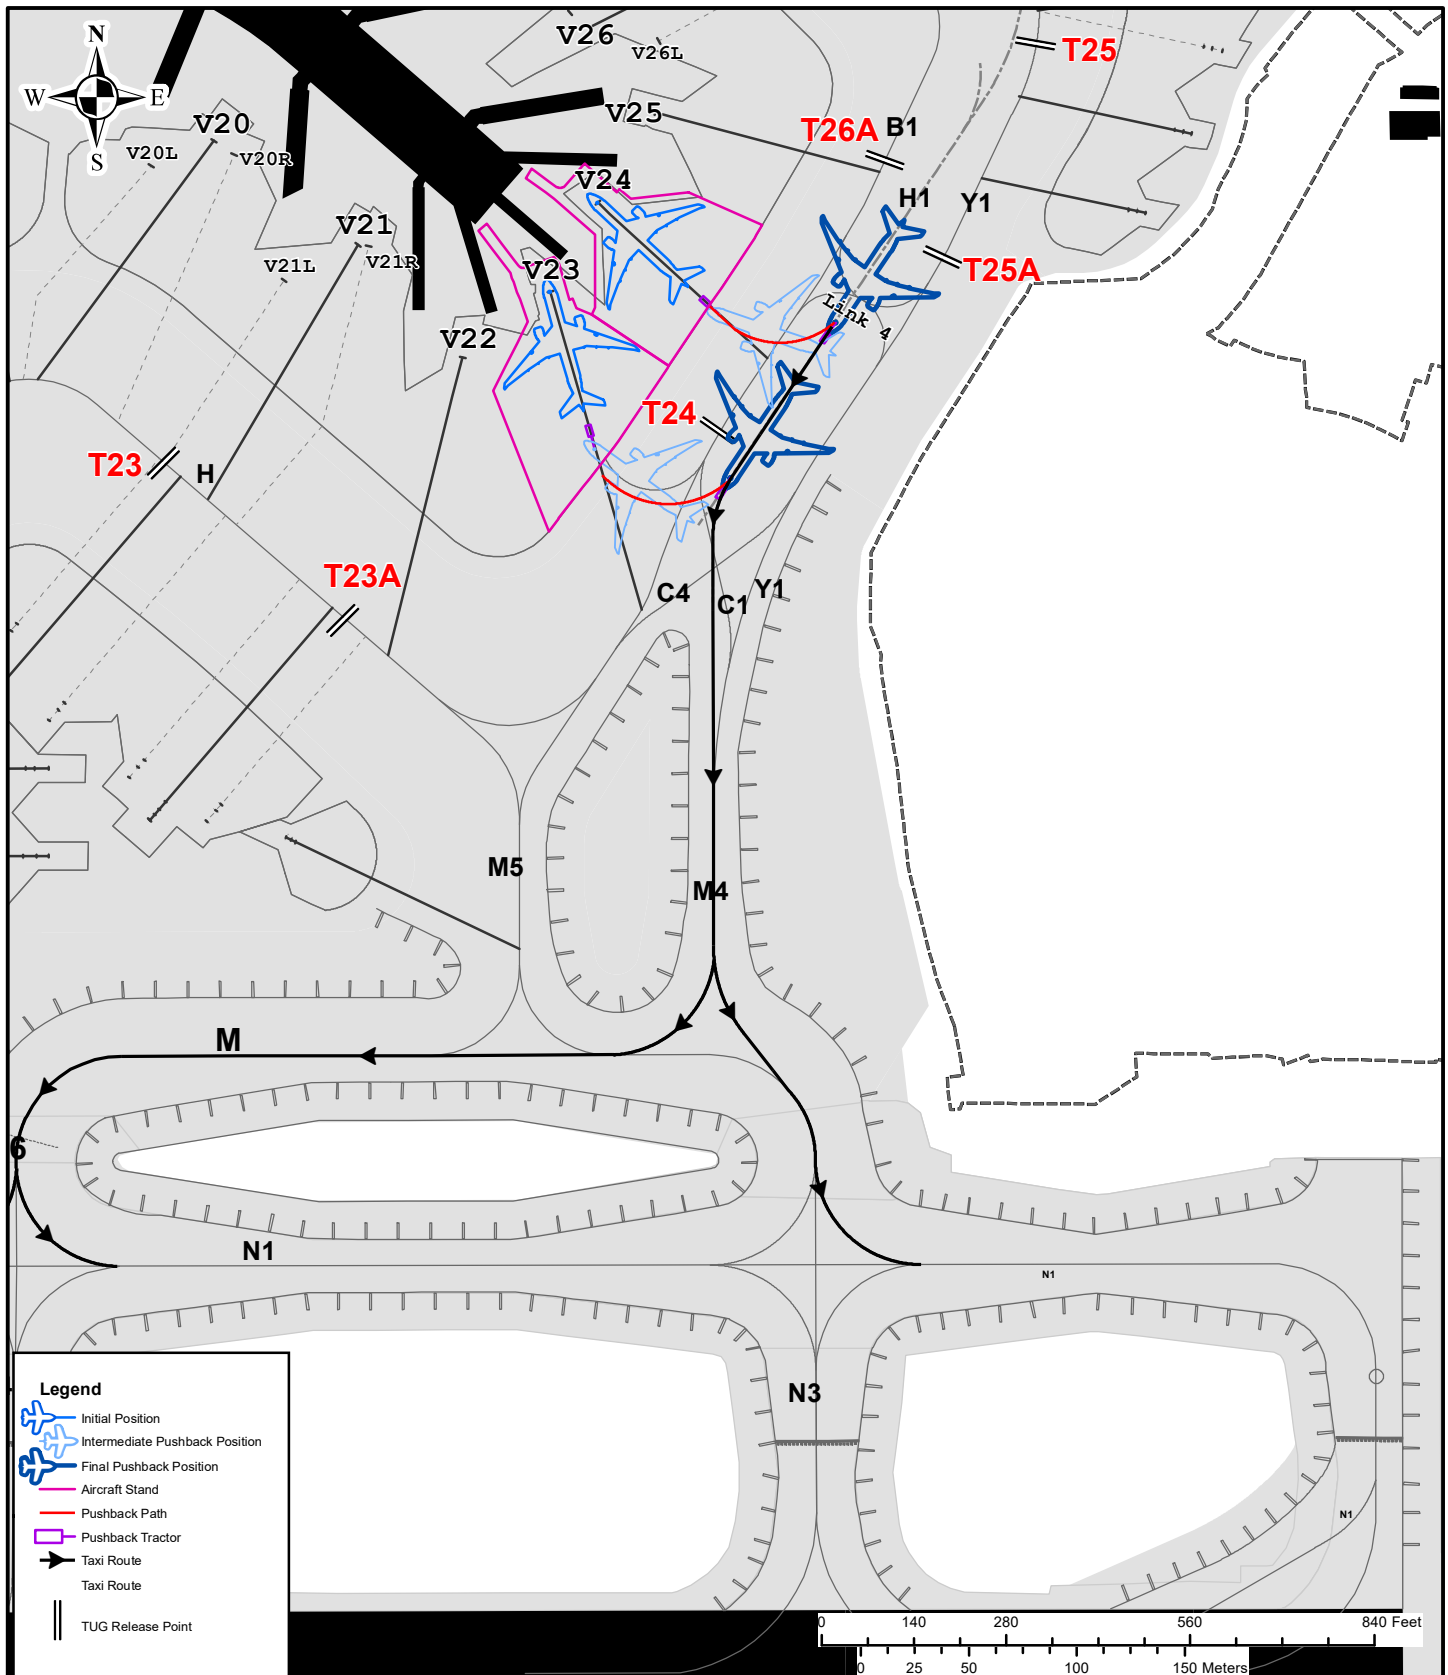 V26
V26L
T25
N
W E
S
V25
T26A B1
V20
V20L
V20R
V24
H1
Y1
V21
V21L
V21R
V23
T25A
Link 4
V22
T24
T23
H
T23A
C4
C1
Y1
M5
M4
M
6
N1
N1
N3
N1
Legend
Initial Position
Intermediate Pushback Position
Final Pushback Position
Aircraft Stand
Pushback Path
Pushback Tractor
Taxi Route
Taxi Route
TUG Release Point
0 140 280 560 840 Feet
0 25 50 100 150 Meters